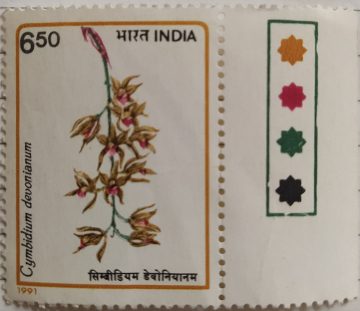 6.50 भारत INDIA
Cymbidium devonianum
सिम्बीडियम डेवोनियानम
1991